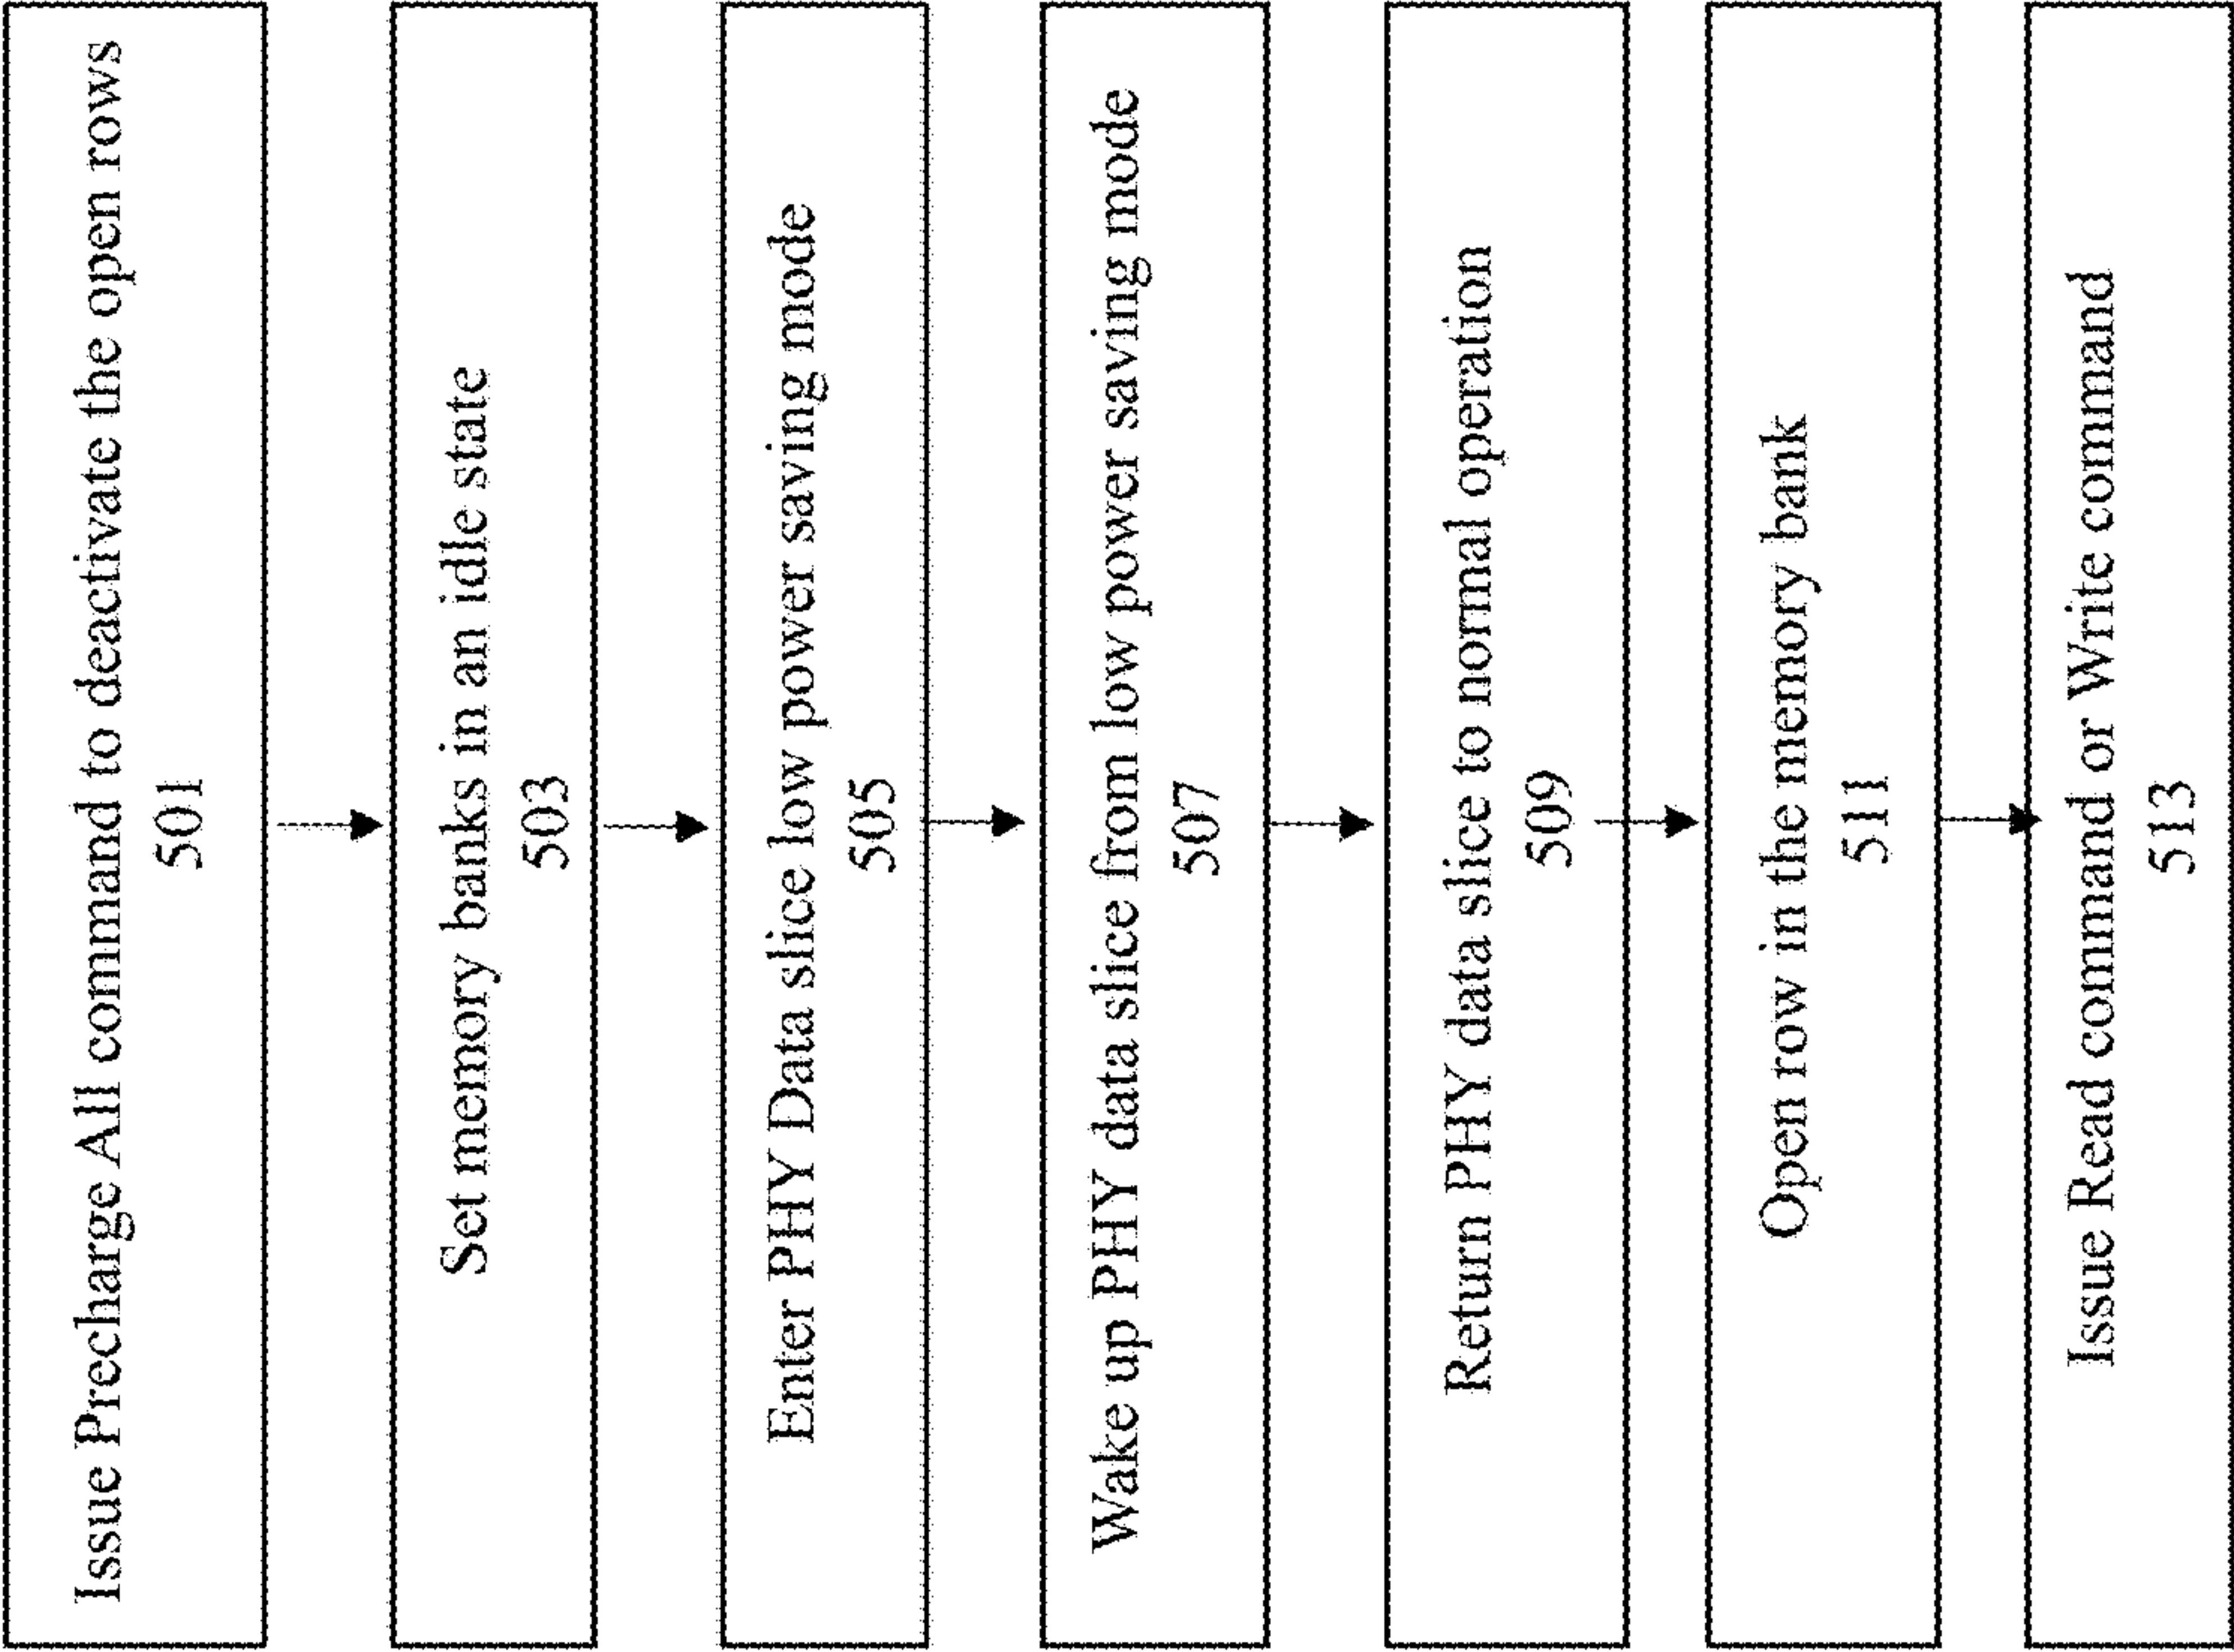 Issue Precharge All command to deactivate the open rows
501
Set memory banks in an idle state
503
Enter PHY Data slice low power saving mode
505
Wake up PHY data slice from low power saving mode
507
Return PHY data slice to normal operation
509
Open row in the memory bank
511
Issue Read command or Write command
513